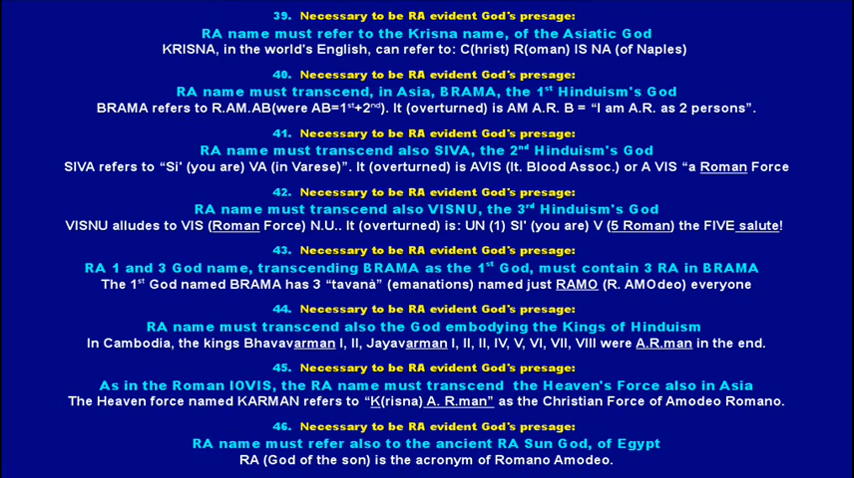 39. Necessary to be RA evident God's presage:
RA name must refer to the Krisna name, of the Asiatic God
KRISNA, in the world's English, can refer to: C(hrist) R(oman) IS NA (of Naples)
40. Necessary to be RA evident God's presage:
RA name must transcend, in Asia, BRAMA, the 1st Hinduism's God
BRAMA refers to R.AM.AB(were AB=1st+2nd). It (overturned) is AM A.R. B = “I am A.R. as 2 persons”.
41. Necessary to be RA evident God's presage:
RA name must transcend also SIVA, the 2nd Hinduism's God
SIVA refers to “Si' (you are) VA (in Varese)”. It (overturned) is AVIS (It. Blood Assoc.) or A VIS “a Roman Force
42. Necessary to be RA evident God's presage:
RA name must transcend also VISNU, the 3rd Hinduism's God
VISNU alludes to VIS (Roman Force) N.U.. It (overturned) is: UN (1) SI' (you are) V (5 Roman) the FIVE salute!
43. Necessary to be RA evident God's presage:
RA 1 and 3 God name, transcending BRAMA as the 1st God, must contain 3 RA in BRAMA
The 1st God named BRAMA has 3 “tavanà” (emanations) named just RAMO (R. AMOdeo) everyone
44. Necessary to be RA evident God's presage:
RA name must transcend also the God embodying the Kings of Hinduism
In Cambodia, the kings Bhavavarman I, II, Jayavarman I, II, II, IV, V, VI, VII, VIII were A.R.man in the end.
45. Necessary to be RA evident God's presage:
As in the Roman IOVIS, the RA name must transcend the Heaven's Force also in Asia
The Heaven force named KARMAN refers to “K(risna) A. R.man” as the Christian Force of Amodeo Romano.
46. Necessary to be RA evident God's presage:
RA name must refer also to the ancient RA Sun God, of Egypt
RA (God of the son) is the acronym of Romano Amodeo.